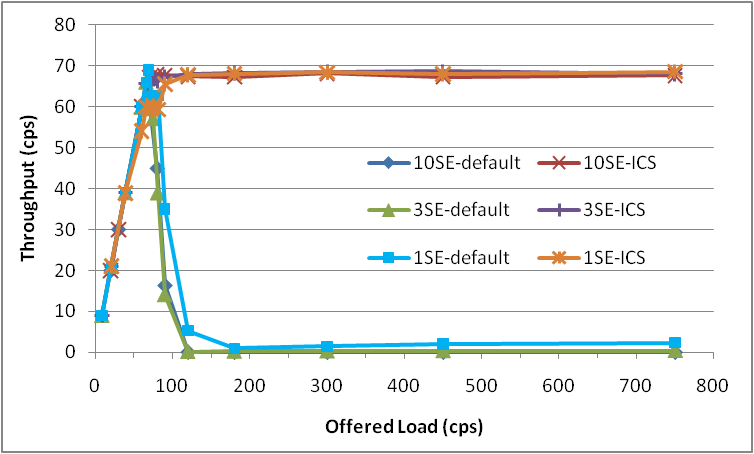 80
70
60
50
40
30
20
10
0
Throughput (cps)
10SE-default
10SE-ICS
3SE-default
3SE-ICS
1SE-default
1SE-ICS
0 100 200 300 400 500 600 700 800
Offered Load (cps)